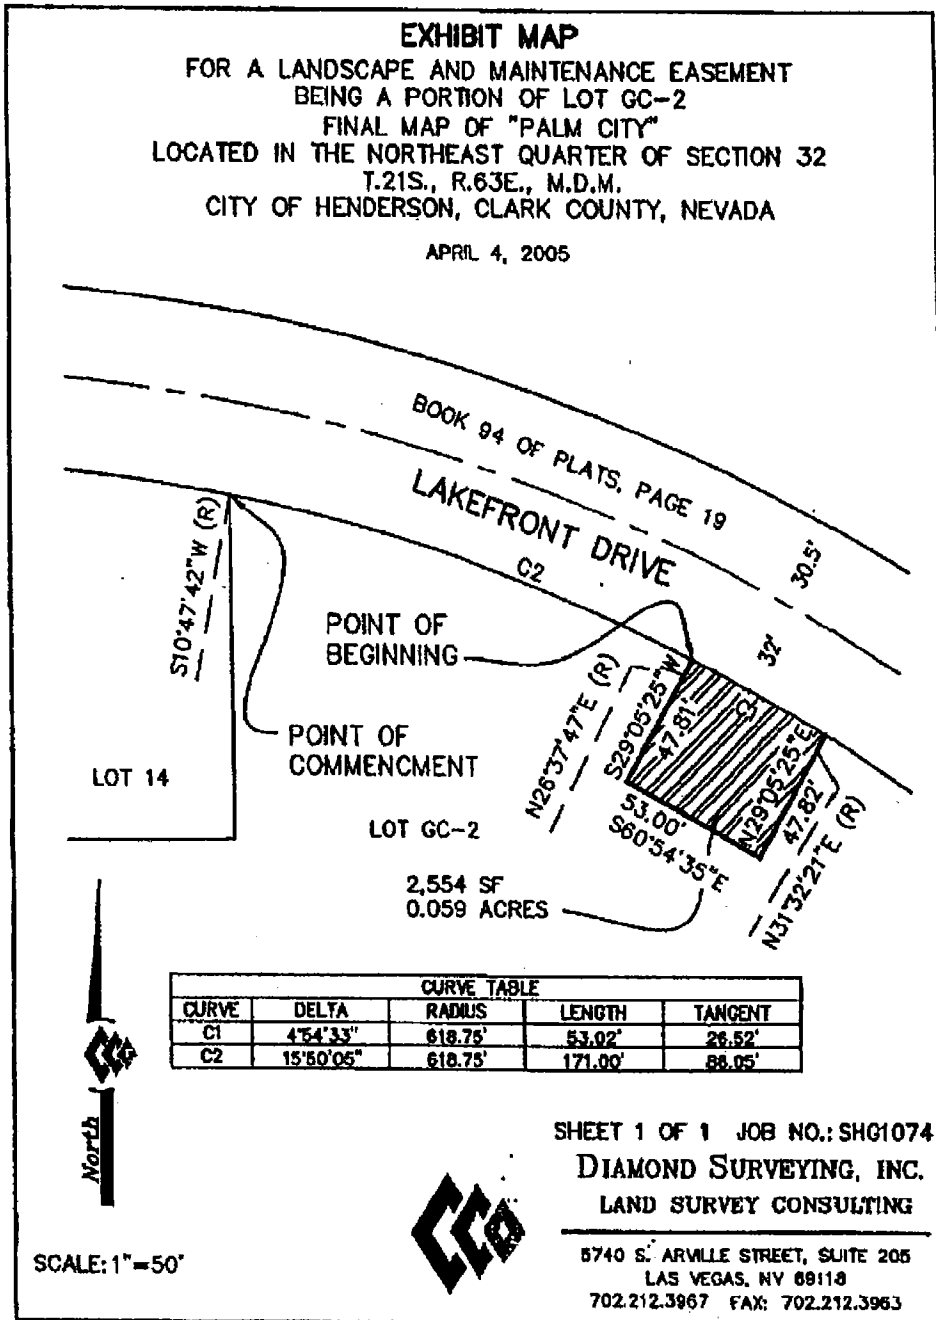 EXHIBIT MAP
FOR A LANDSCAPE AND MAINTENANCE EASEMENT
BEING A PORTION OF LOT GC-2
FINAL MAP OF "PALM CITY"
LOCATED IN THE NORTHEAST QUARTER OF SECTION 32
T.21S., R.63E., M.D.M.
CITY OF HENDERSON, CLARK COUNTY, NEVADA
APRIL 4, 2005
BOOK 94 OF PLATS, PAGE 19
LAKEFRONT DRIVE
30.5'
32'
C2
S10°47'42"W (R)
POINT OF
BEGINNING
POINT OF
COMMENCMENT
LOT 14
LOT GC-2
N26°37'47"E (R)
S29°05'25"W
47.81'
C1
N29°05'25"E
47.82'
N31°32'21"E (R)
53.00'
S60°54'35"E
2,554 SF
0.059 ACRES
CURVE TABLE
CURVE DELTA RADIUS LENGTH TANGENT
C1 4°54'33" 618.75' 53.02' 26.52'
C2 15°50'05" 618.75' 171.00' 86.05'
North
SCALE: 1"=50'
SHEET 1 OF 1 JOB NO.: SHG1074
DIAMOND SURVEYING, INC.
LAND SURVEY CONSULTING
5740 S. ARVILLE STREET, SUITE 205
LAS VEGAS, NV 89118
702.212.3967 FAX: 702.212.3963